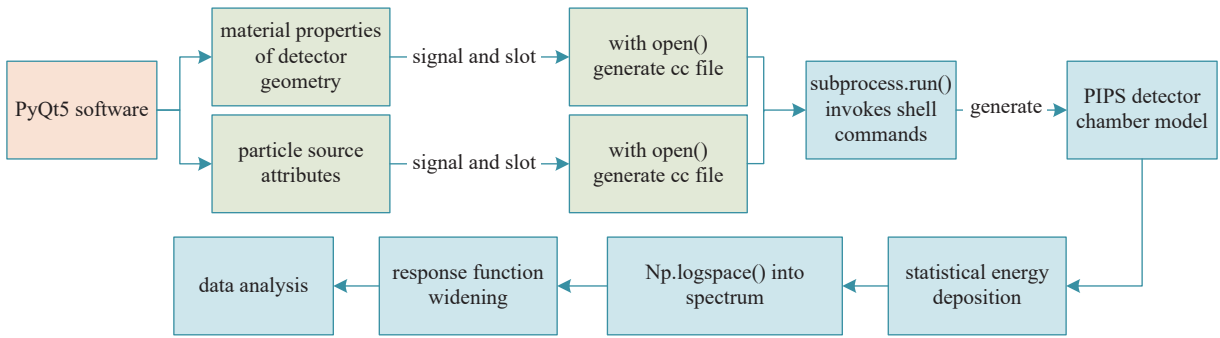 PyQt5 software
material properties
of detector
geometry
signal and slot
with open()
generate cc file
particle source
attributes
signal and slot
with open()
generate cc file
subprocess.run()
invokes shell
commands
generate
PIPS detector
chamber model
statistical energy
deposition
Np.logspace() into
spectrum
response function
widening
data analysis